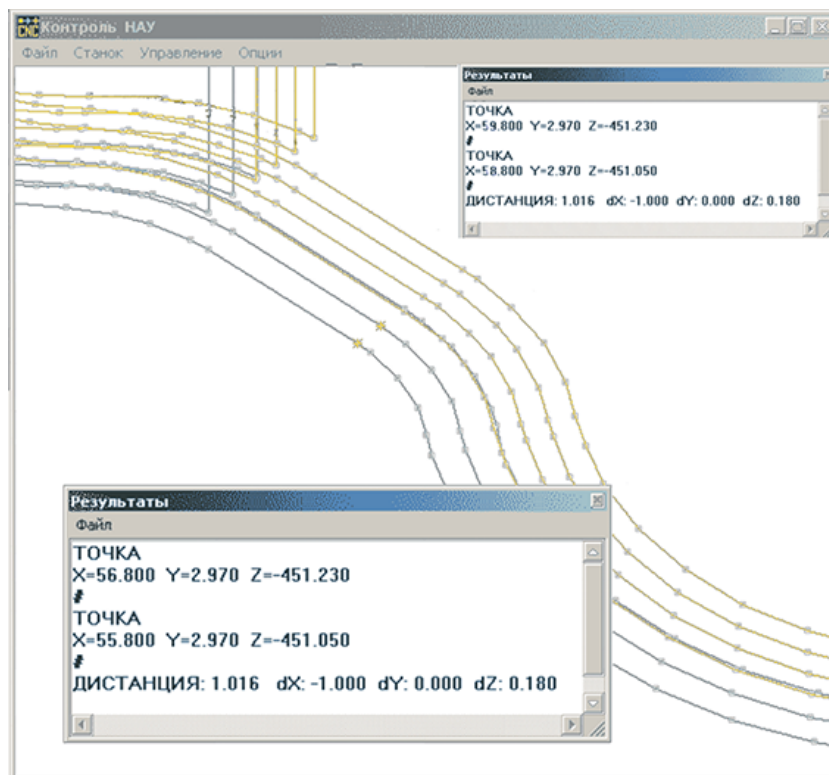 CNC Контроль НАУ
Файл Станок Управление Опции
Результаты
Файл
ТОЧКА
X=59.800 Y=2.970 Z=-451.230
#
ТОЧКА
X=58.800 Y=2.970 Z=-451.050
#
ДИСТАНЦИЯ: 1.016 dX: -1.000 dY: 0.000 dZ: 0.180
Результаты
Файл
ТОЧКА
X=56.800 Y=2.970 Z=-451.230
#
ТОЧКА
X=55.800 Y=2.970 Z=-451.050
#
ДИСТАНЦИЯ: 1.016 dX: -1.000 dY: 0.000 dZ: 0.180